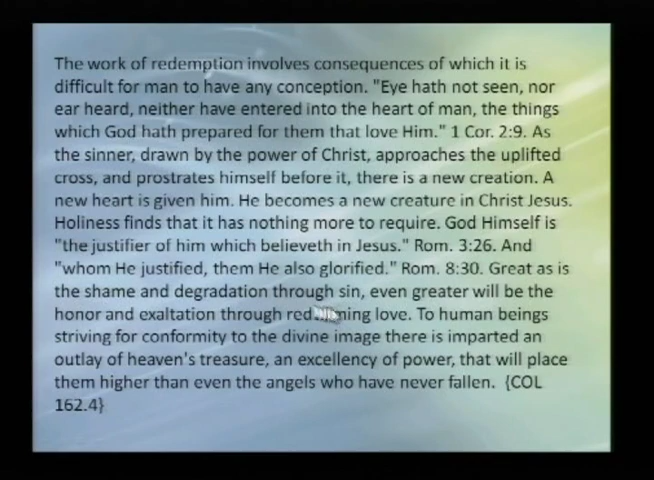 The work of redemption involves consequences of which it is
difficult for man to have any conception. "Eye hath not seen, nor
ear heard, neither have entered into the heart of man, the things
which God hath prepared for them that love Him." 1 Cor. 2:9. As
the sinner, drawn by the power of Christ, approaches the uplifted
cross, and prostrates himself before it, there is a new creation. A
new heart is given him. He becomes a new creature in Christ Jesus.
Holiness finds that it has nothing more to require. God Himself is
"the justifier of him which believeth in Jesus." Rom. 3:26. And
"whom He justified, them He also glorified." Rom. 8:30. Great as is
the shame and degradation through sin, even greater will be the
honor and exaltation through love. To human beings
striving for conformity to the divine image there is imparted an
outlay of heaven's treasure, an excellency of power, that will place
them higher than even the angels who have never fallen. {COL
162.4}